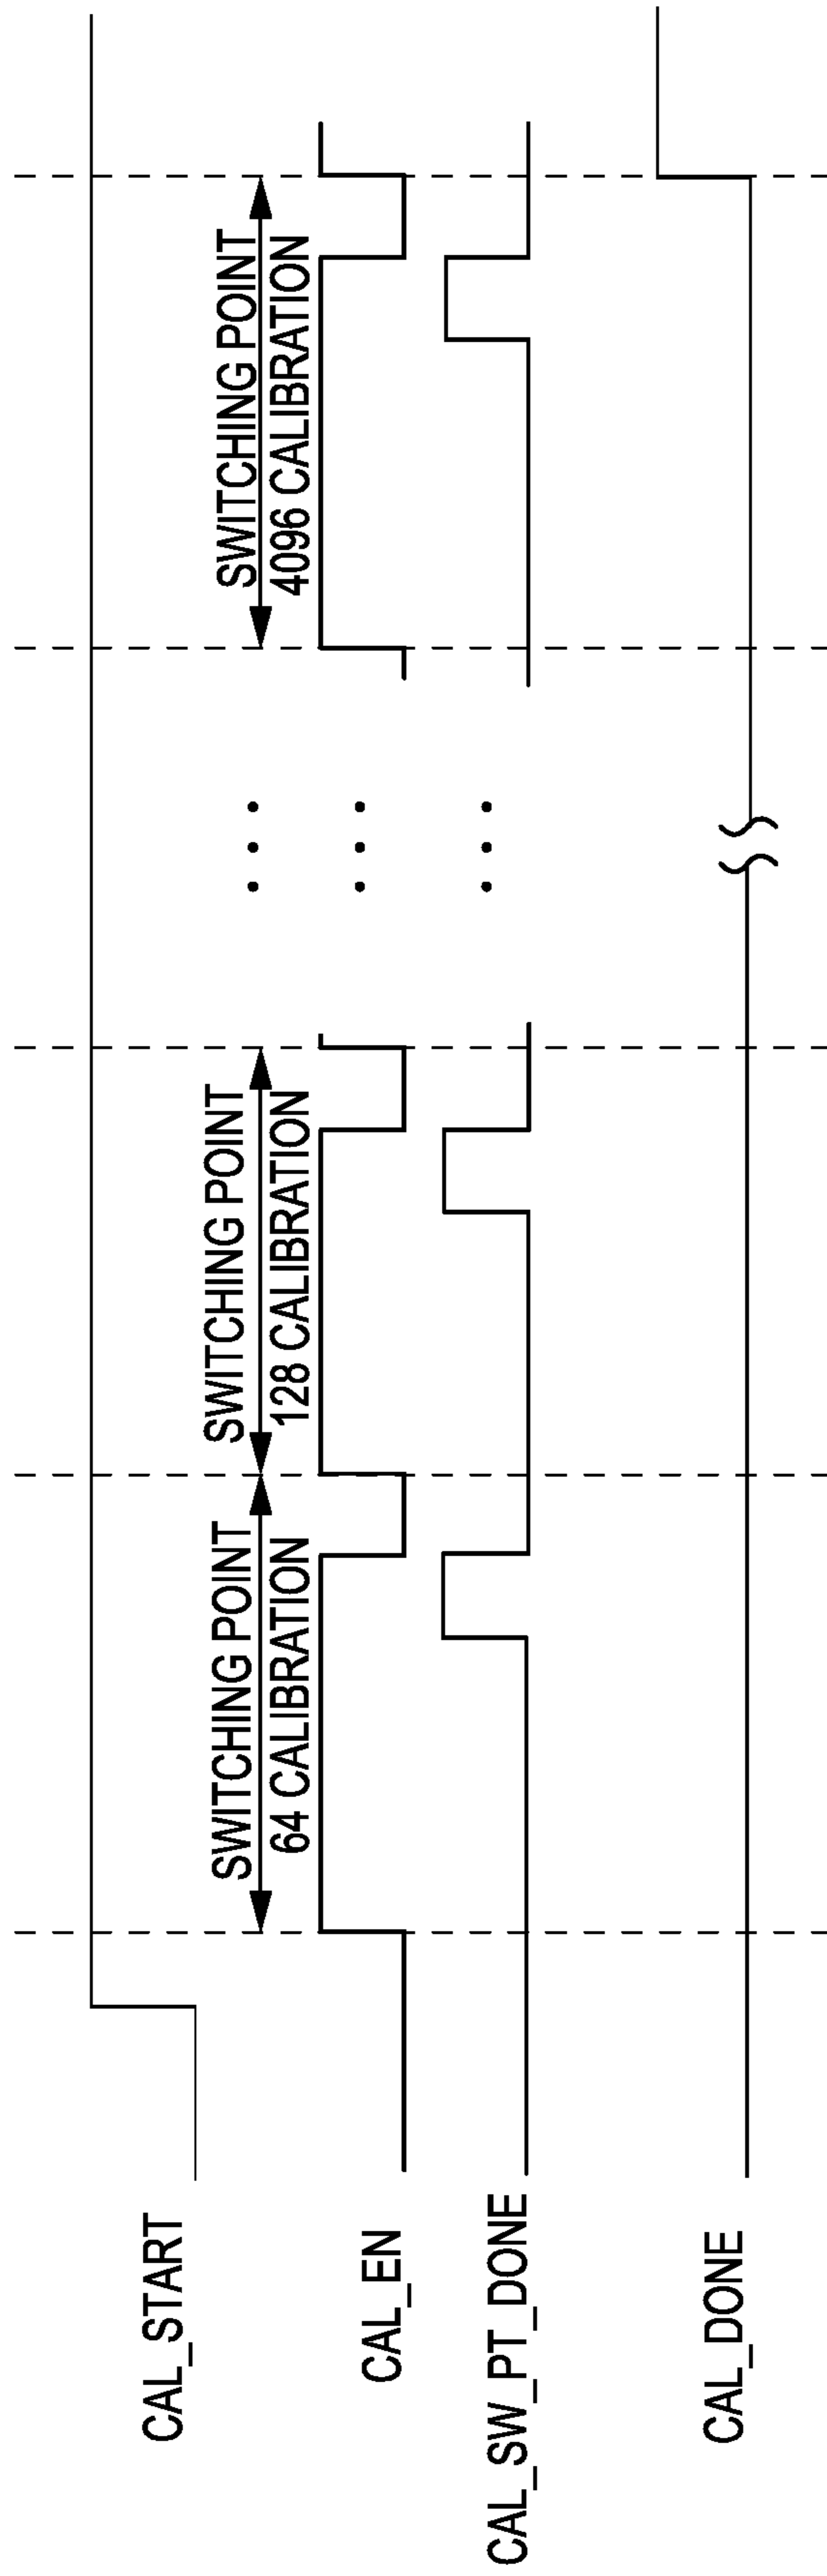 CAL_START
SWITCHING POINT
64 CALIBRATION
SWITCHING POINT
128 CALIBRATION
SWITCHING POINT
4096 CALIBRATION
CAL_EN
CAL_SW_PT_DONE
CAL_DONE